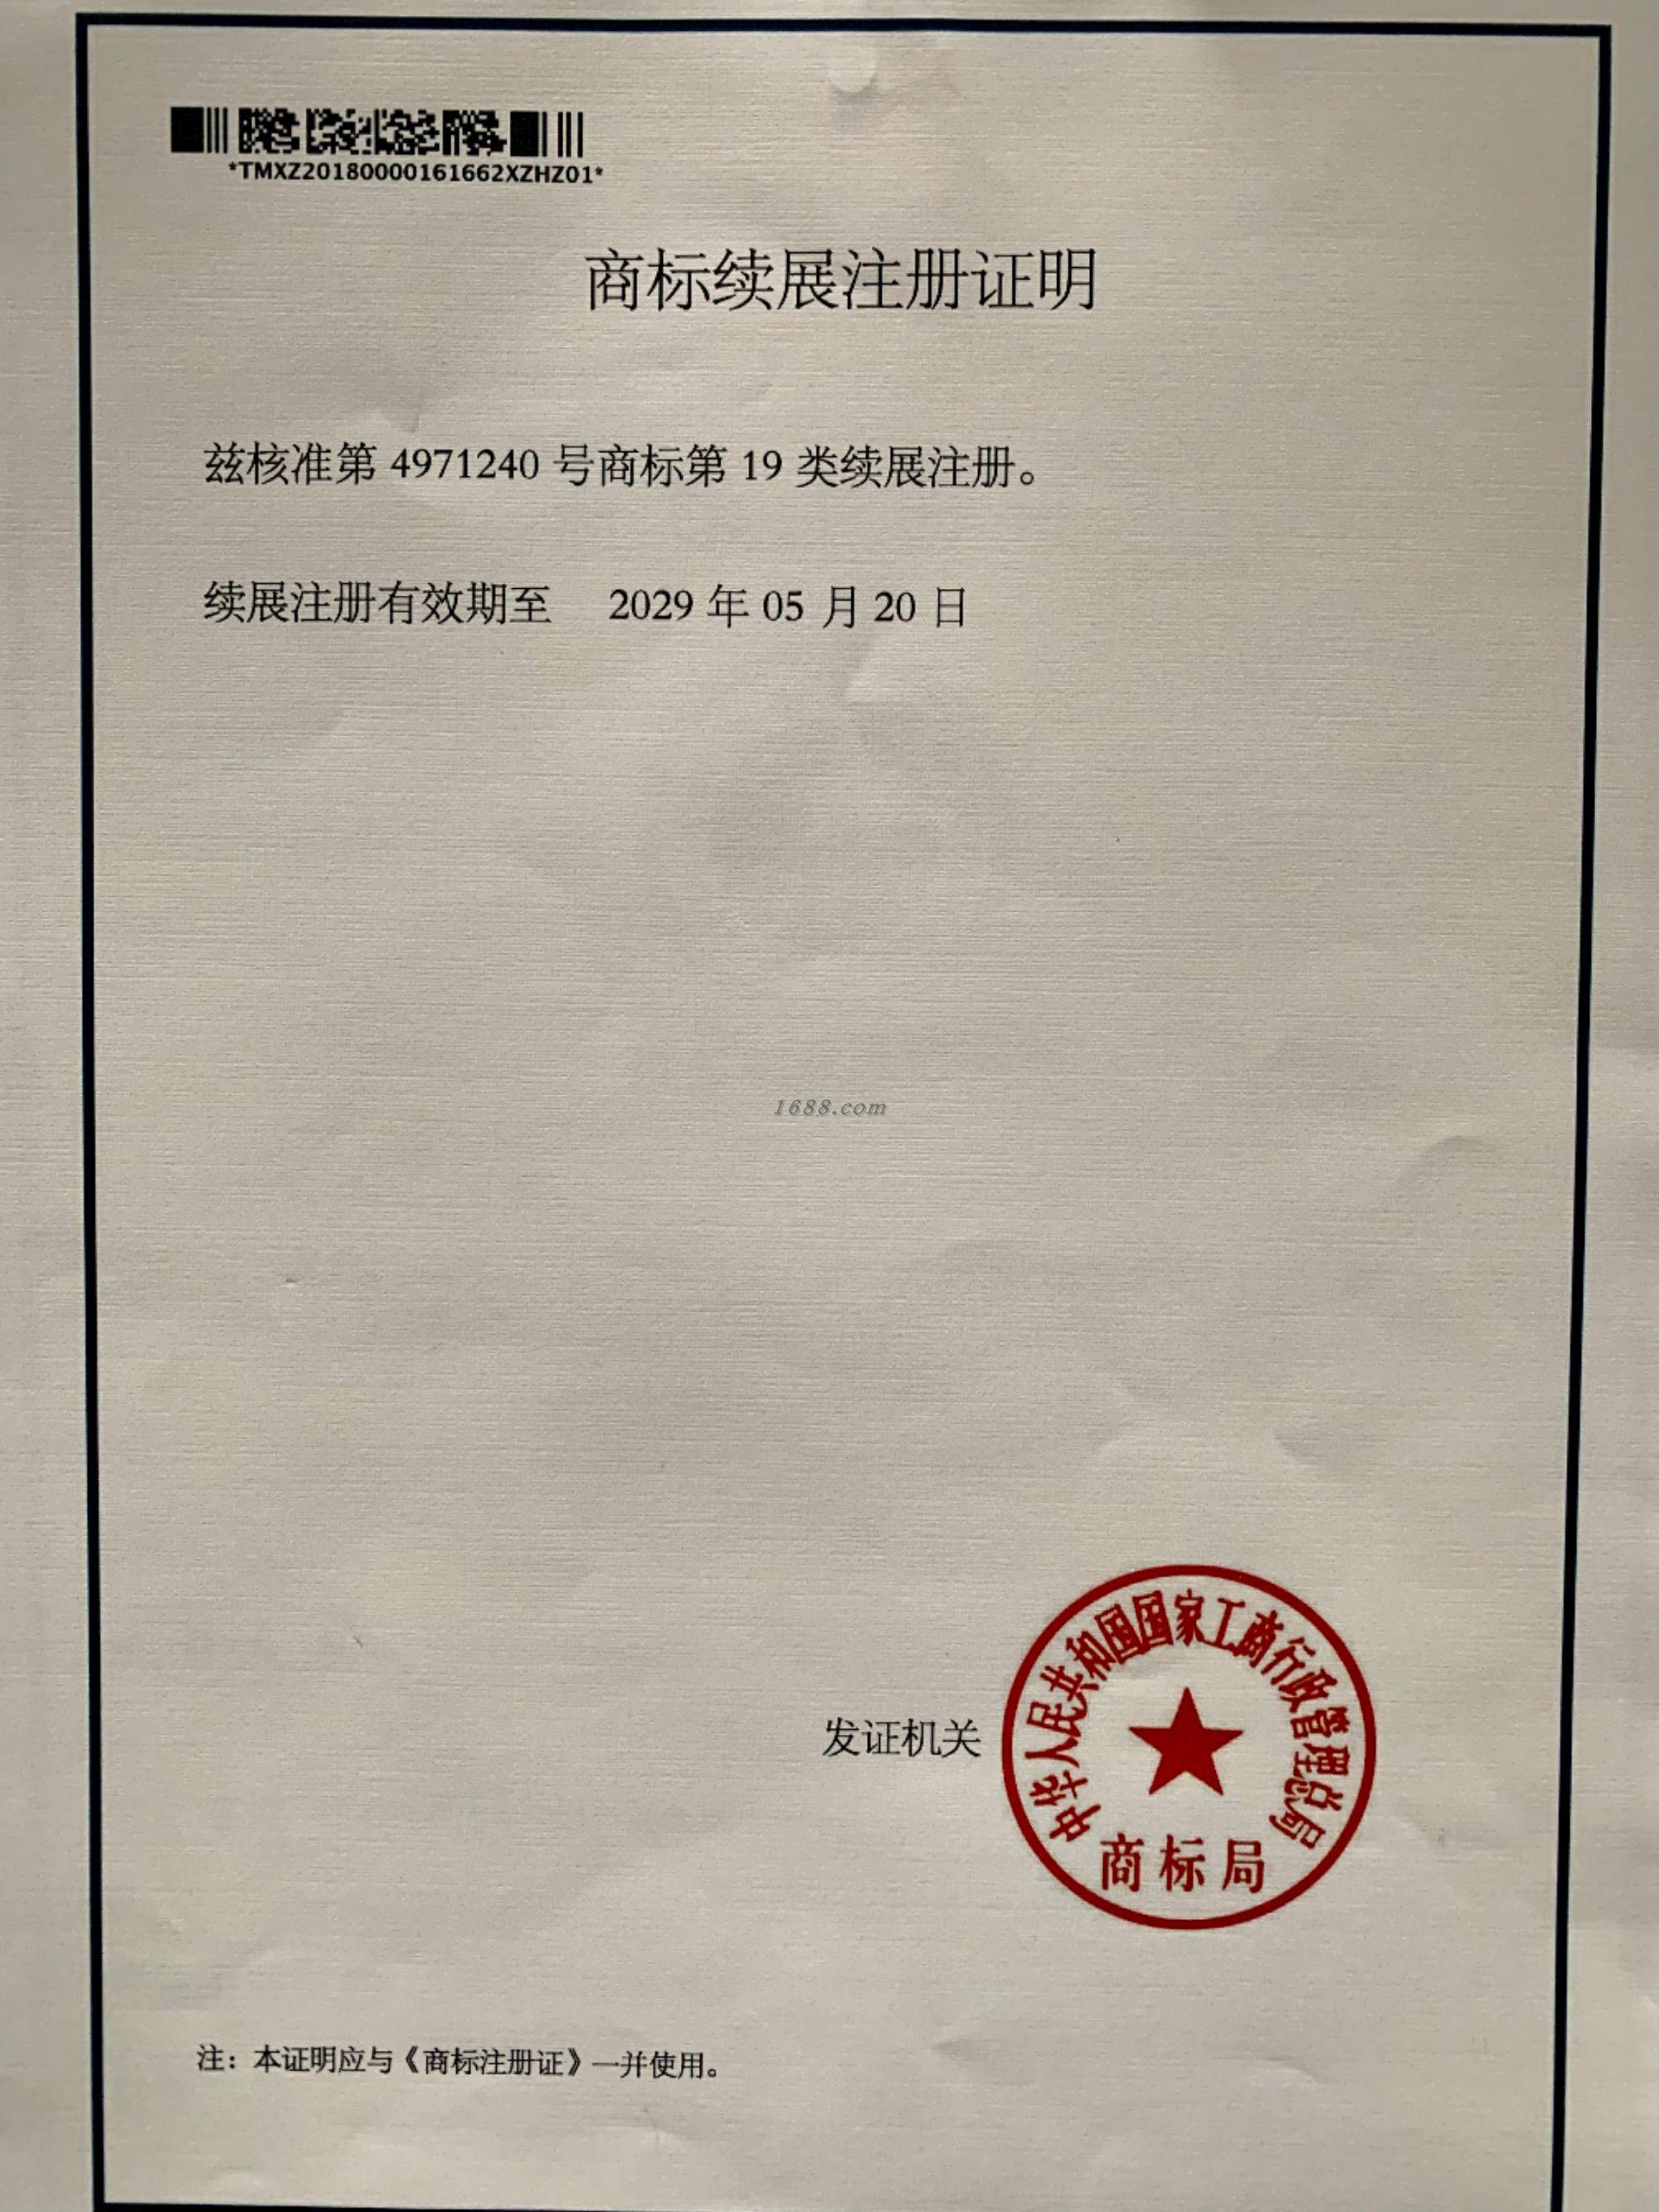 *TMXZ20180000161662XZHZ01*
商标续展注册证明
兹核准第 4971240 号商标第 19 类续展注册。
续展注册有效期至 2029 年 05 月 20 日
1688.com
中华人民共和国国家工商行政管理总局
发证机关
商标局
注：本证明应与《商标注册证》一并使用。